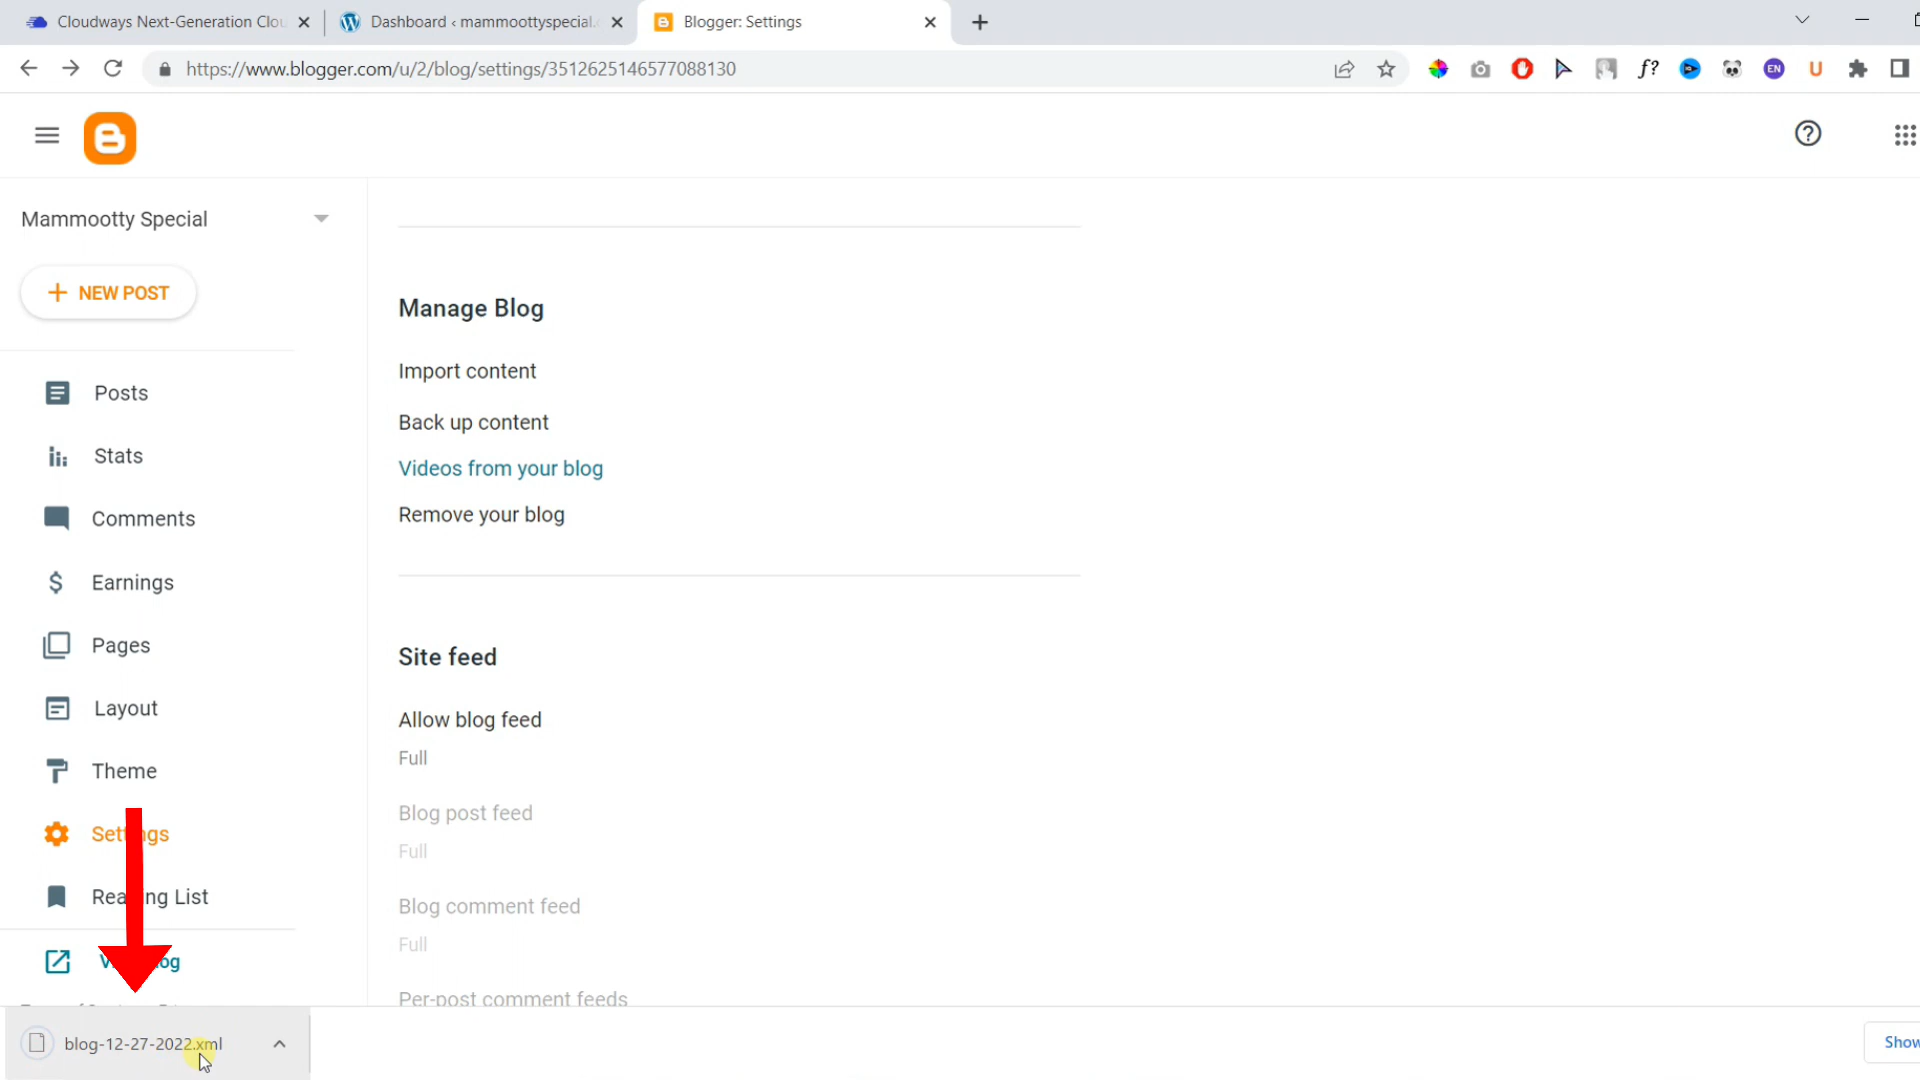 Cloudways Next-Generation Clou
Dashboard ‹ mammoottyspecial.
Blogger: Settings
https://www.blogger.com/u/2/blog/settings/3512625146577088130
f?
EN
U
Mammootty Special
NEW POST
Posts
Stats
Comments
Earnings
Pages
Layout
Theme
Settings
Reading List
Manage Blog
Import content
Back up content
Videos from your blog
Remove your blog
Site feed
Allow blog feed
Full
Blog post feed
Full
Blog comment feed
Full
Per-post comment feeds
blog-12-27-2022.xml
Show